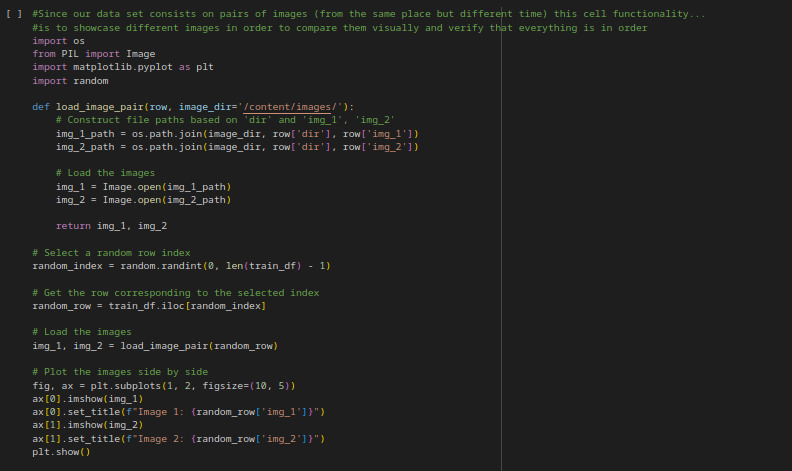 [ ] #Since our data set consists on pairs of images (from the same place but different time) this cell functionality...
#is to showcase different images in order to compare them visually and verify that everything is in order
import os
from PIL import Image
import matplotlib.pyplot as plt
import random

def load_image_pair(row, image_dir='/content/images/'):
    # Construct file paths based on 'dir' and 'img_1', 'img_2'
    img_1_path = os.path.join(image_dir, row['dir'], row['img_1'])
    img_2_path = os.path.join(image_dir, row['dir'], row['img_2'])

    # Load the images
    img_1 = Image.open(img_1_path)
    img_2 = Image.open(img_2_path)

    return img_1, img_2

# Select a random row index
random_index = random.randint(0, len(train_df) - 1)

# Get the row corresponding to the selected index
random_row = train_df.iloc[random_index]

# Load the images
img_1, img_2 = load_image_pair(random_row)

# Plot the images side by side
fig, ax = plt.subplots(1, 2, figsize=(10, 5))
ax[0].imshow(img_1)
ax[0].set_title(f"Image 1: {random_row['img_1']}")
ax[1].imshow(img_2)
ax[1].set_title(f"Image 2: {random_row['img_2']}")
plt.show()